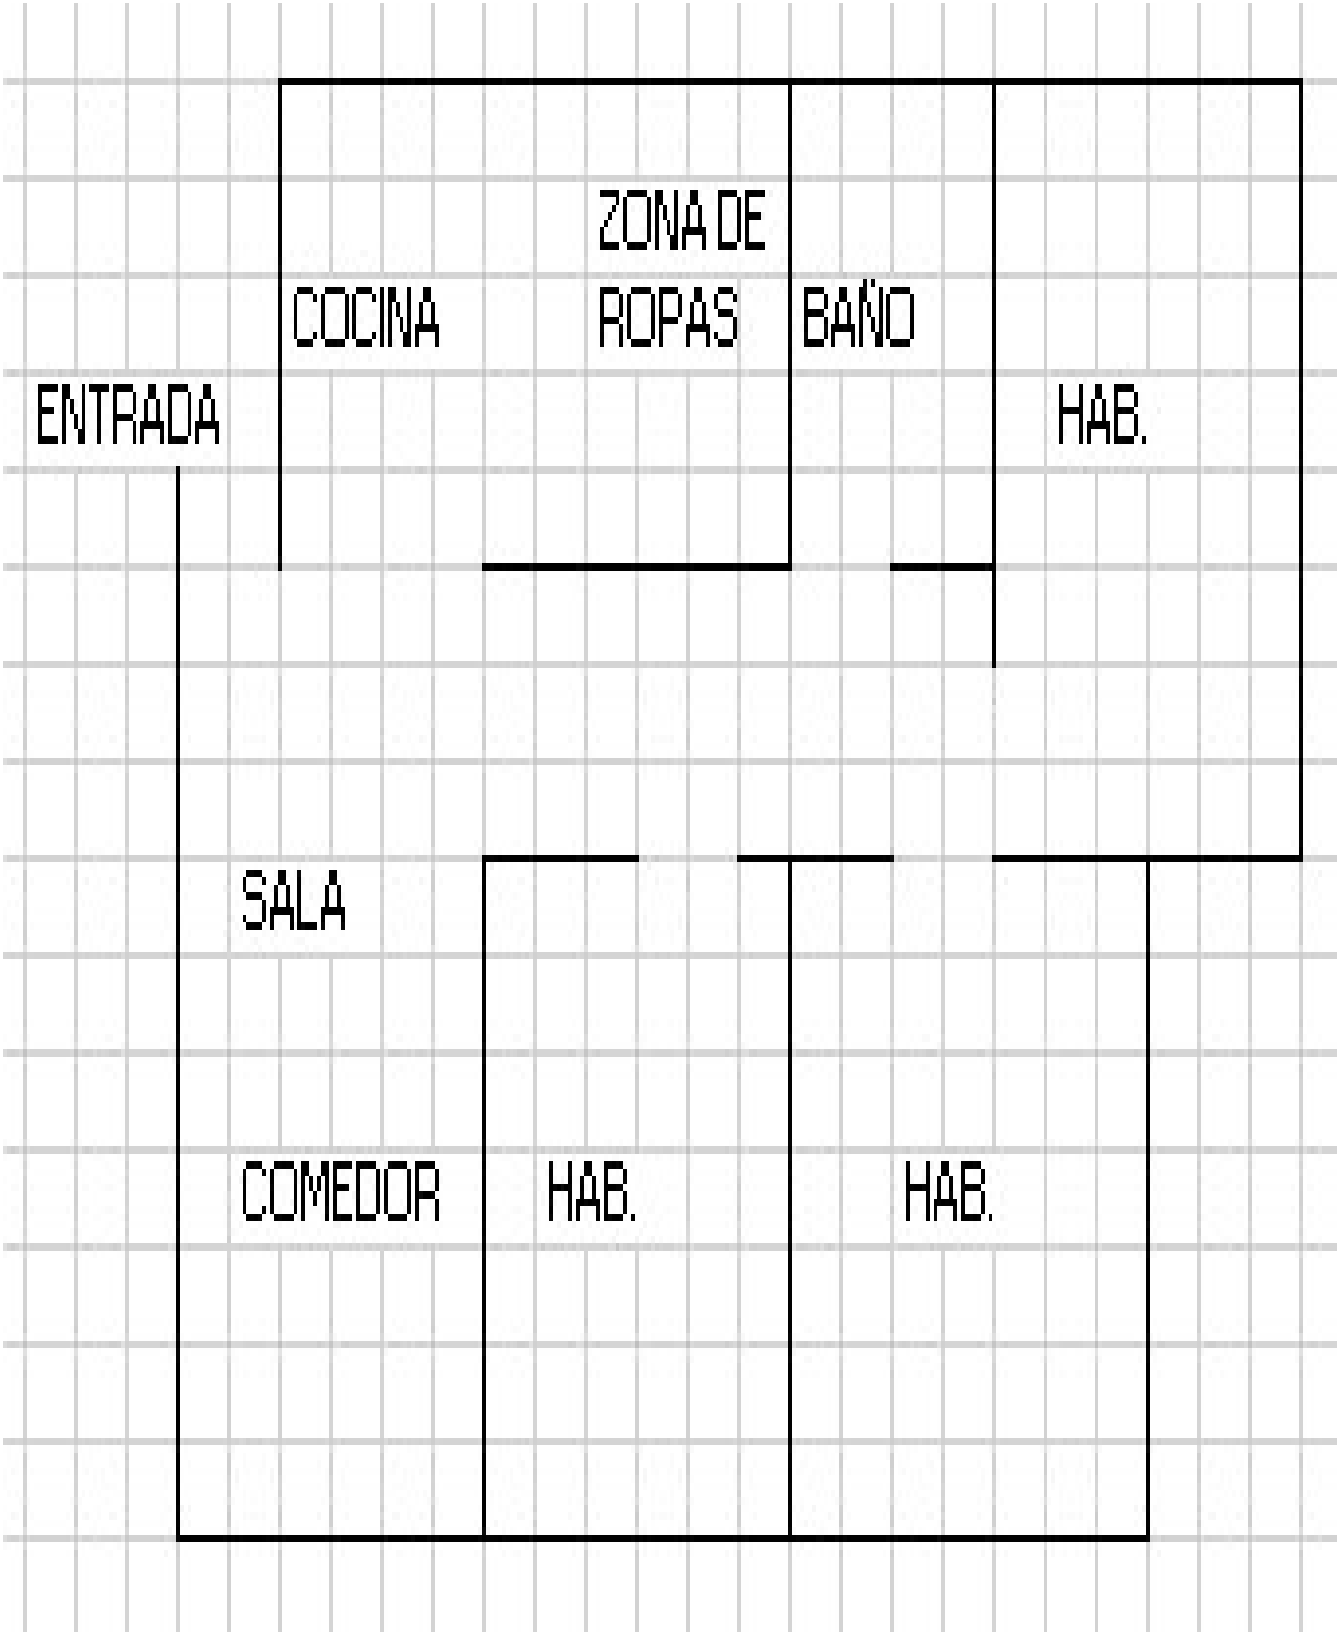 ZONA DE
ROPAS
COCINA
BAÑO
ENTRADA
HAB.
SALA
COMEDOR
HAB.
HAB.